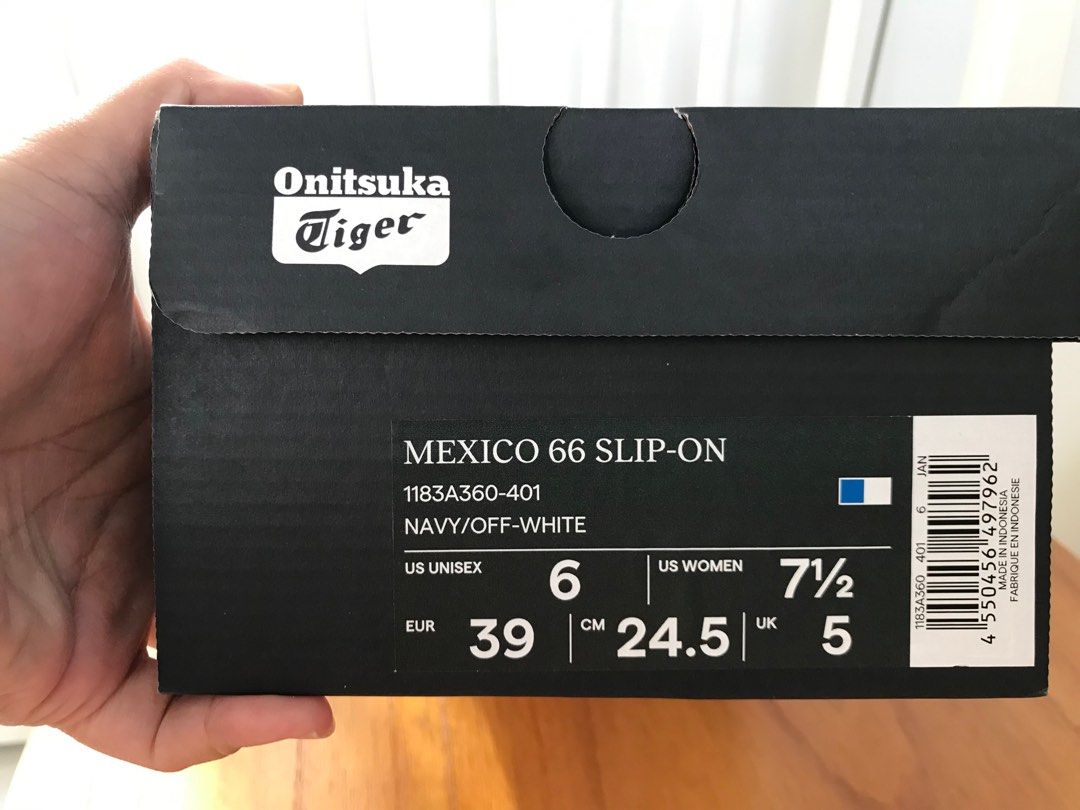 Onitsuka
Tiger
MEXICO 66 SLIP-ON
1183A360-401
NAVY/OFF-WHITE
US UNISEX 6 US WOMEN 7½
EUR 39 CM 24.5 UK 5
1183A360 401 6 JAN
4 550456 497962
MADE IN INDONESIA
FABRIQUE EN INDONESIE